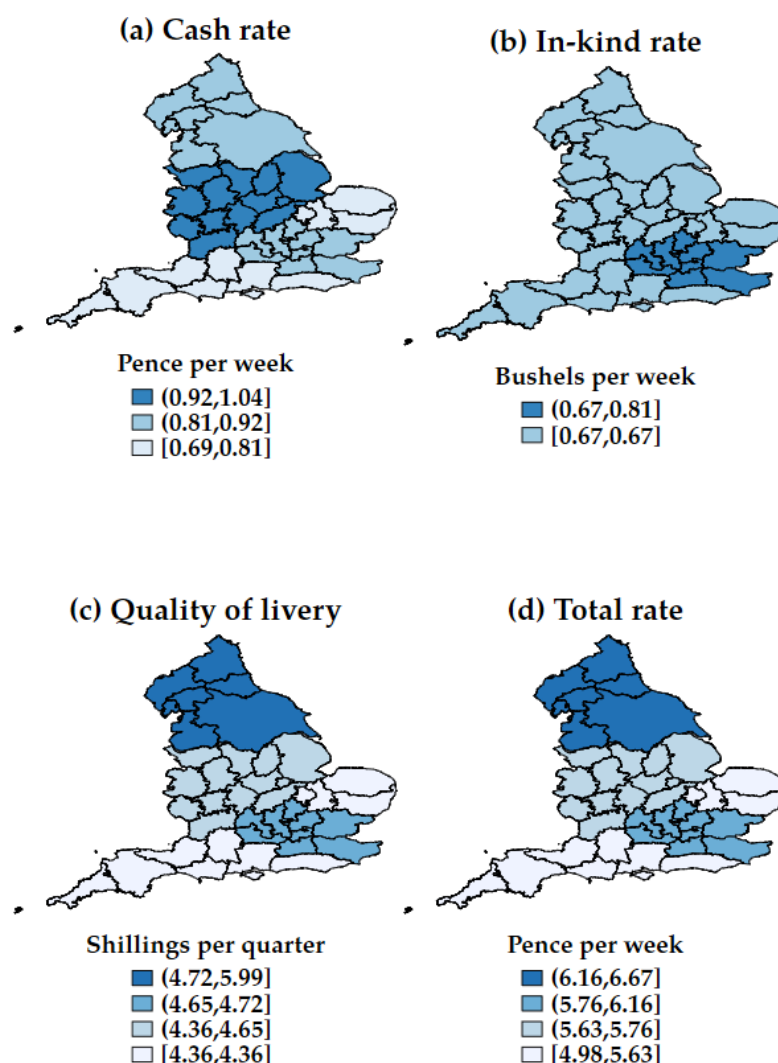 (a) Cash rate
Pence per week
(0.92,1.04]
(0.81,0.92]
[0.69,0.81]
(b) In-kind rate
Bushels per week
(0.67,0.81]
[0.67,0.67]
(c) Quality of livery
Shillings per quarter
(4.72,5.99]
(4.65,4.72]
(4.36,4.65]
[4.36,4.36]
(d) Total rate
Pence per week
(6.16,6.67]
(5.76,6.16]
(5.63,5.76]
[4.98,5.63]